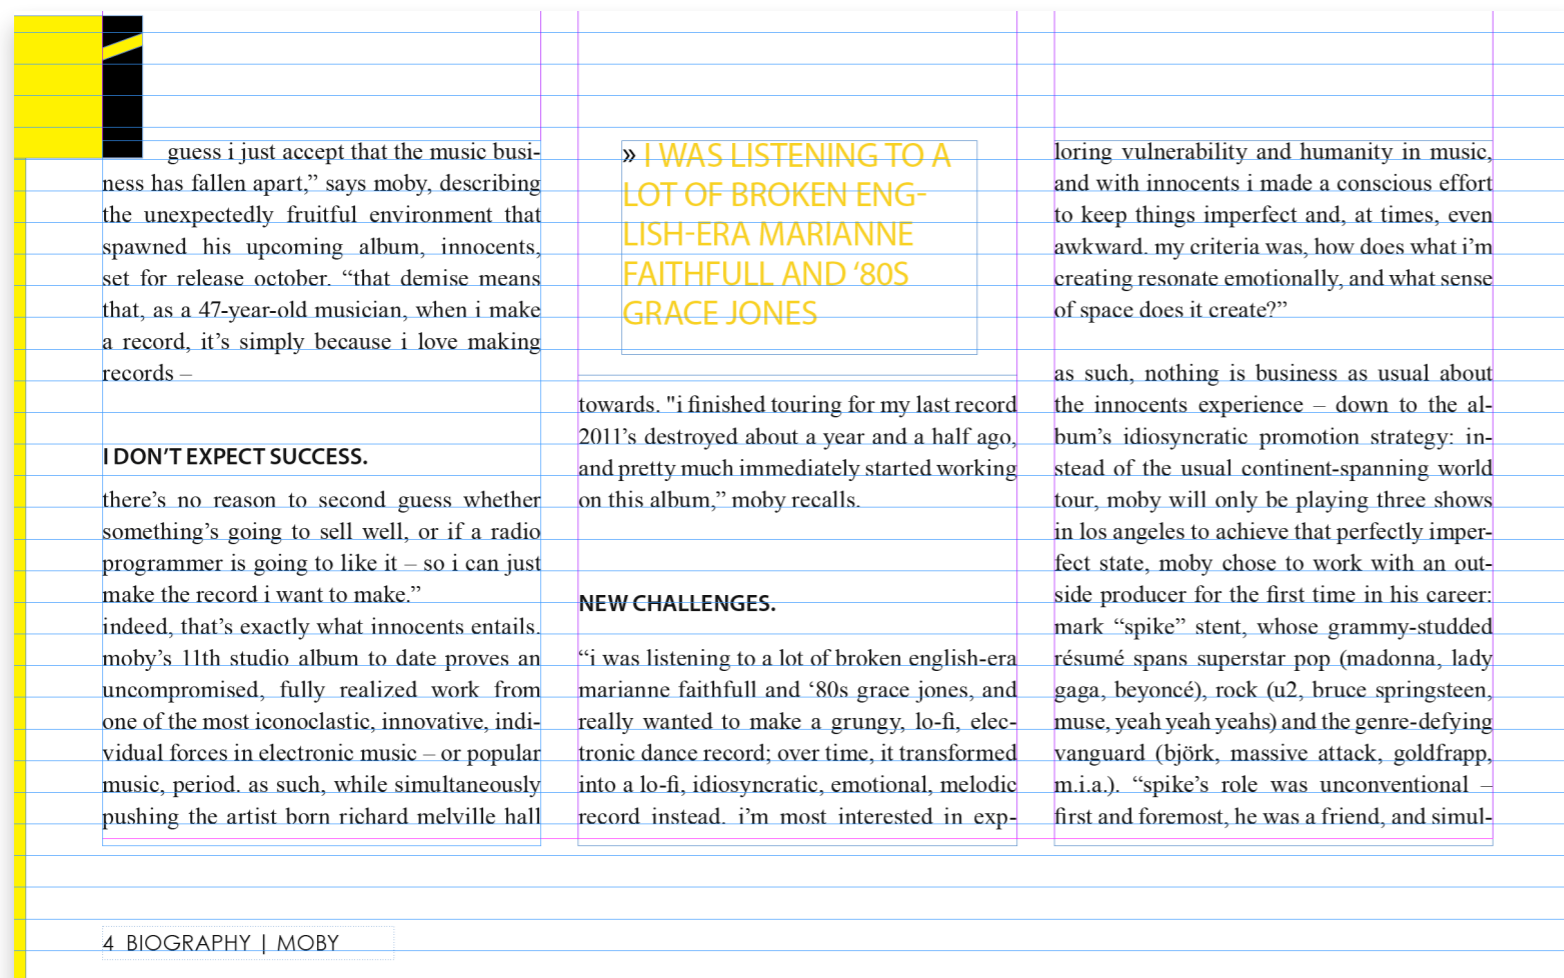 guess i just accept that the music busi-
ness has fallen apart,” says moby, describing
the unexpectedly fruitful environment that
spawned his upcoming album, innocents,
set for release october. “that demise means
that, as a 47-year-old musician, when i make
a record, it’s simply because i love making
records –
I DON’T EXPECT SUCCESS.
there’s no reason to second guess whether
something’s going to sell well, or if a radio
programmer is going to like it – so i can just
make the record i want to make.”
indeed, that’s exactly what innocents entails.
moby’s 11th studio album to date proves an
uncompromised, fully realized work from
one of the most iconoclastic, innovative, indi-
vidual forces in electronic music – or popular
music, period. as such, while simultaneously
pushing the artist born richard melville hall
» I WAS LISTENING TO A
LOT OF BROKEN ENG-
LISH-ERA MARIANNE
FAITHFULL AND ‘80S
GRACE JONES
towards. "i finished touring for my last record
2011’s destroyed about a year and a half ago,
and pretty much immediately started working
on this album,” moby recalls.
NEW CHALLENGES.
“i was listening to a lot of broken english-era
marianne faithfull and ‘80s grace jones, and
really wanted to make a grungy, lo-fi, elec-
tronic dance record; over time, it transformed
into a lo-fi, idiosyncratic, emotional, melodic
record instead. i’m most interested in exp-
loring vulnerability and humanity in music,
and with innocents i made a conscious effort
to keep things imperfect and, at times, even
awkward. my criteria was, how does what i’m
creating resonate emotionally, and what sense
of space does it create?”
as such, nothing is business as usual about
the innocents experience – down to the al-
bum’s idiosyncratic promotion strategy: in-
stead of the usual continent-spanning world
tour, moby will only be playing three shows
in los angeles to achieve that perfectly imper-
fect state, moby chose to work with an out-
side producer for the first time in his career:
mark “spike” stent, whose grammy-studded
résumé spans superstar pop (madonna, lady
gaga, beyoncé), rock (u2, bruce springsteen,
muse, yeah yeah yeahs) and the genre-defying
vanguard (björk, massive attack, goldfrapp,
m.i.a.). “spike’s role was unconventional –
first and foremost, he was a friend, and simul-
4 BIOGRAPHY | MOBY